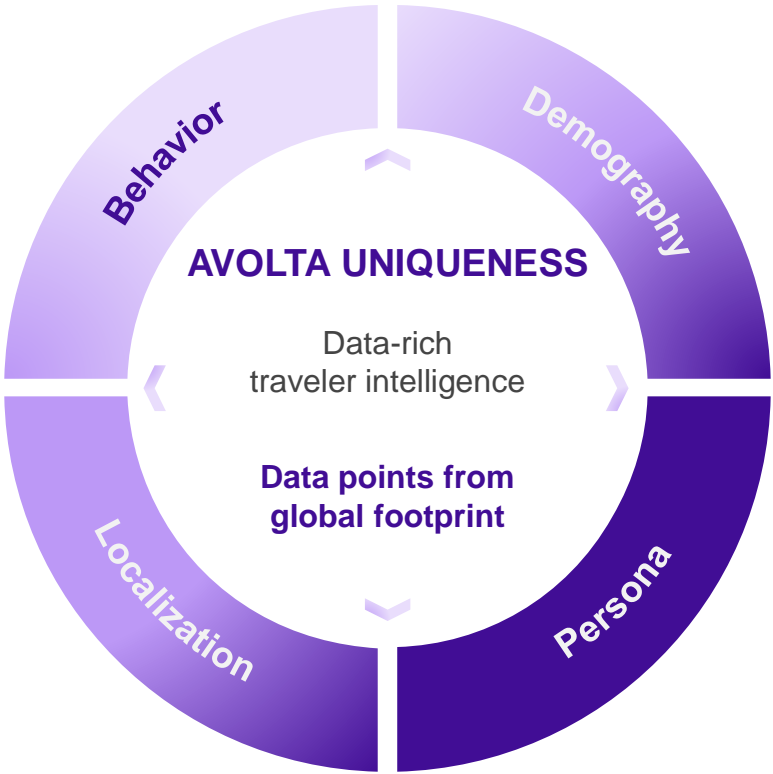 Behavior
Demography
AVOLTA UNIQUENESS
Data-rich
traveler intelligence
Data points from
global footprint
Localization
Persona